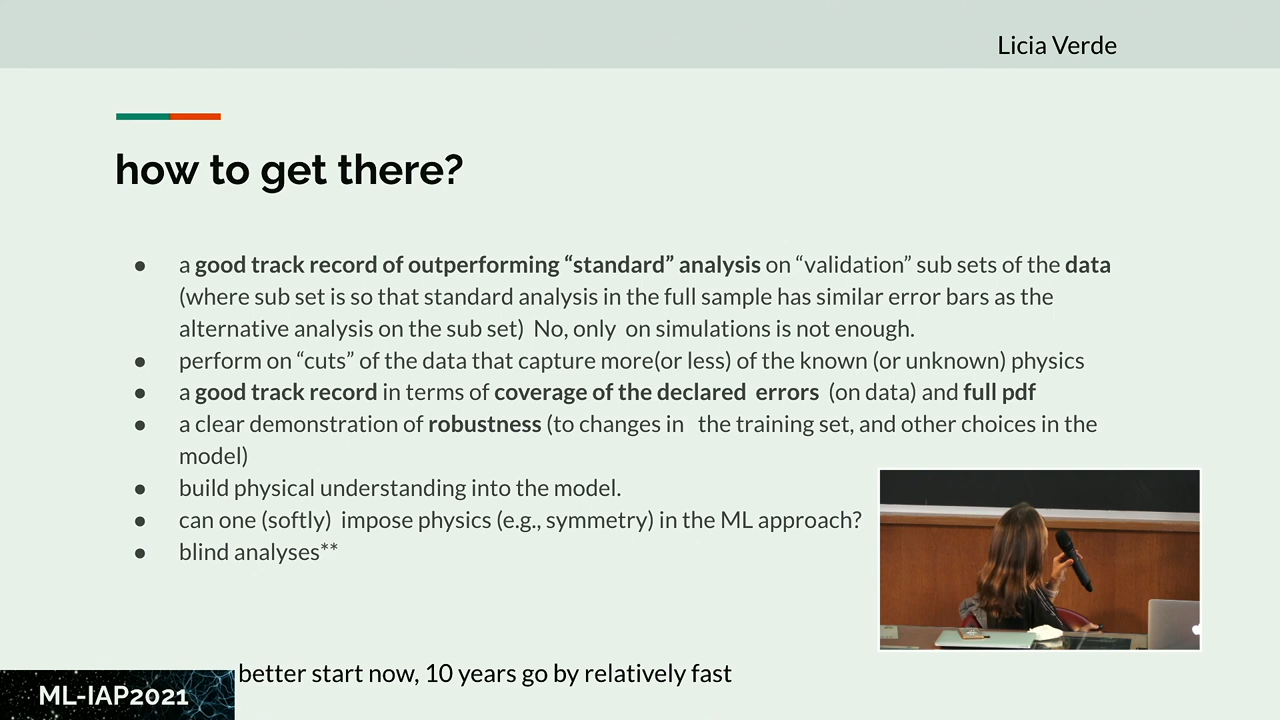 Licia Verde
how to get there?
● a good track record of outperforming “standard” analysis on “validation” sub sets of the data
(where sub set is so that standard analysis in the full sample has similar error bars as the
alternative analysis on the sub set) No, only on simulations is not enough.
● perform on “cuts” of the data that capture more(or less) of the known (or unknown) physics
● a good track record in terms of coverage of the declared errors (on data) and full pdf
● a clear demonstration of robustness (to changes in the training set, and other choices in the
model)
● build physical understanding into the model.
● can one (softly) impose physics (e.g., symmetry) in the ML approach?
● blind analyses**
better start now, 10 years go by relatively fast
ML-IAP2021